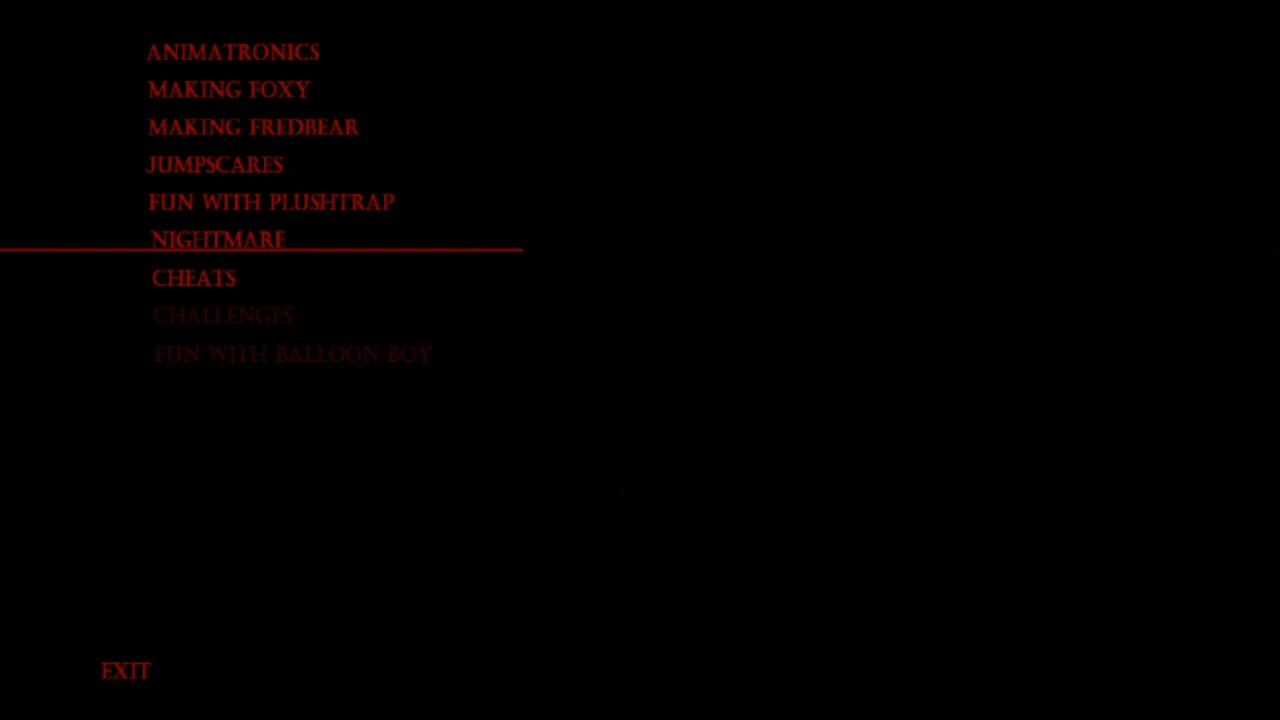 ANIMATRONICS
MAKING FOXY
MAKING FREDBEAR
JUMPSCARES
FUN WITH PLUSHTRAP
NIGHTMARE
CHEATS
CHALLENGES
FUN WITH BALLOON BOY
EXIT